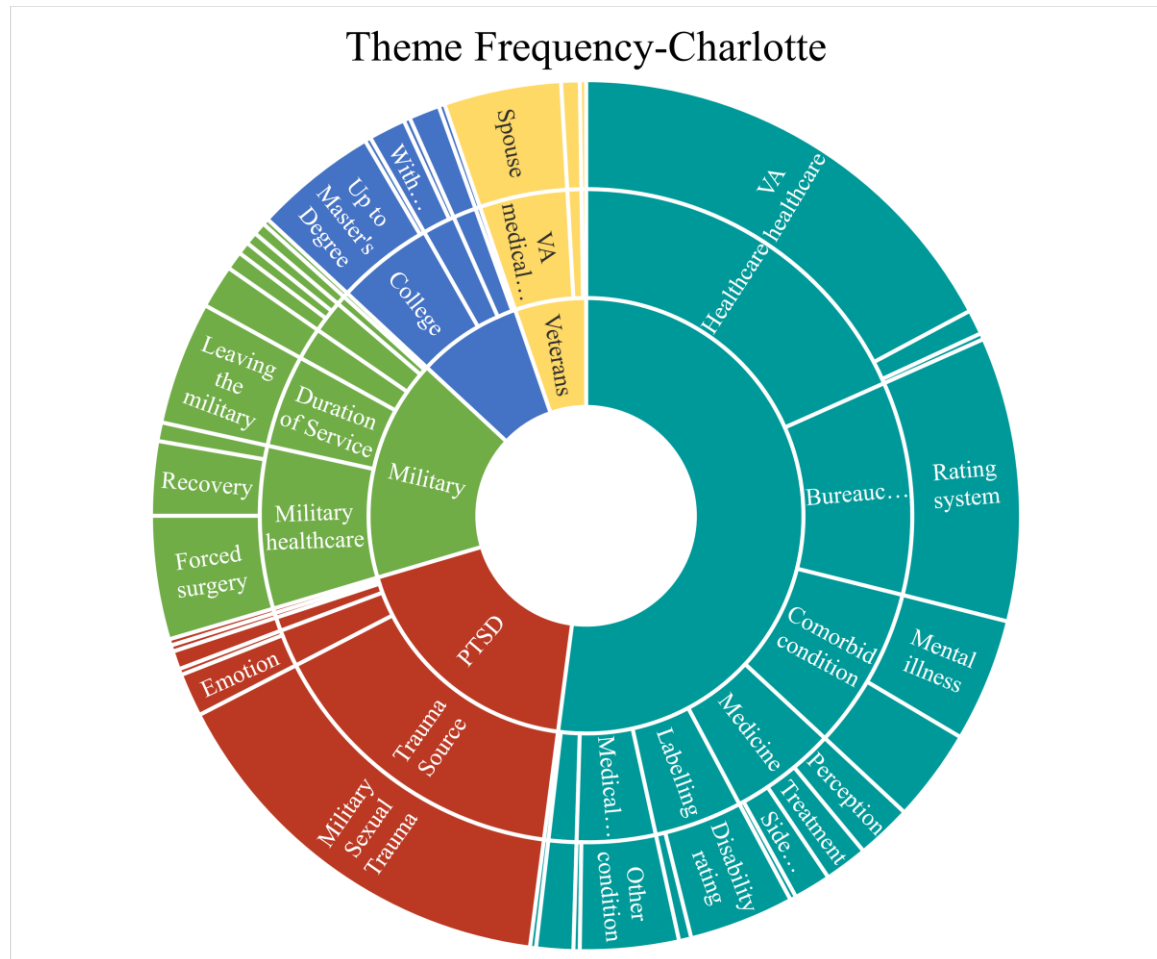 Theme Frequency-Charlotte
VA
healthcare
Healthcare
Rating
system
Bureauc…
Mental
illness
Comorbid
condition
Perception
Treatment
Side…
Medicine
Disability
rating
Labelling
Other
condition
Medical…
Military
Sexual
Trauma
Trauma
Source
PTSD
Emotion
Forced
surgery
Recovery
Military
healthcare
Leaving
the
military
Duration
of Service
Military
Up to
Master's
Degree
With…
College
Spouse
VA
medical…
Veterans